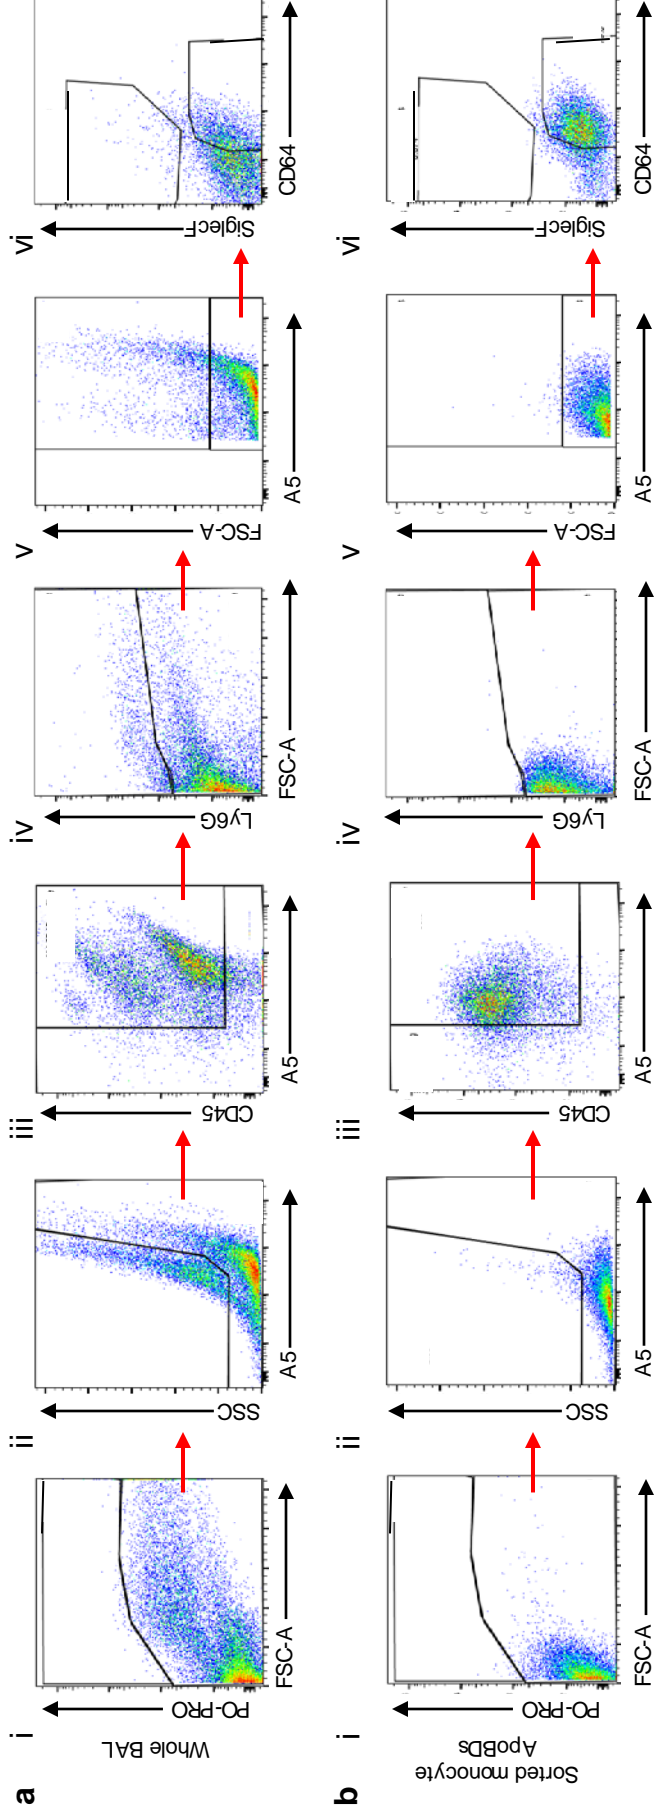 a
Whole BAL
i
PO-PRO
FSC-A
ii
SSC
A5
iii
CD45
A5
iv
Ly6G
FSC-A
v
FSC-A
A5
vi
SiglecF
CD64
b
Sorted monocyte
ApoBDs
i
PO-PRO
FSC-A
ii
SSC
A5
iii
CD45
A5
iv
Ly6G
FSC-A
v
FSC-A
A5
vi
SiglecF
CD64